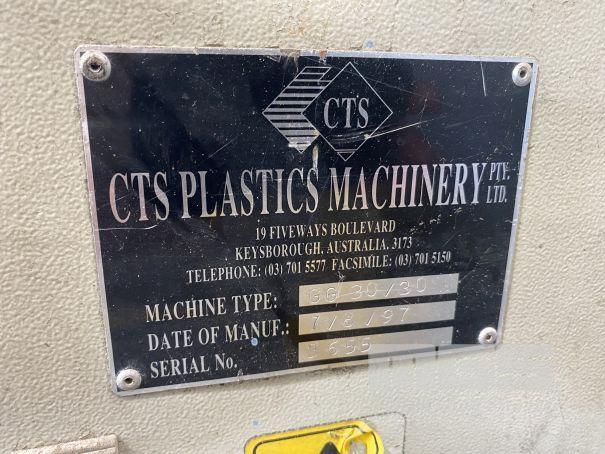 CTS
CTS PLASTICS MACHINERY PTY. LTD.
19 FIVEWAYS BOULEVARD
KEYSBOROUGH, AUSTRALIA. 3173
TELEPHONE: (03) 701 5577 FACSIMILE: (03) 701 5150
MACHINE TYPE:
DATE OF MANUF.: 7/8/97
SERIAL No.